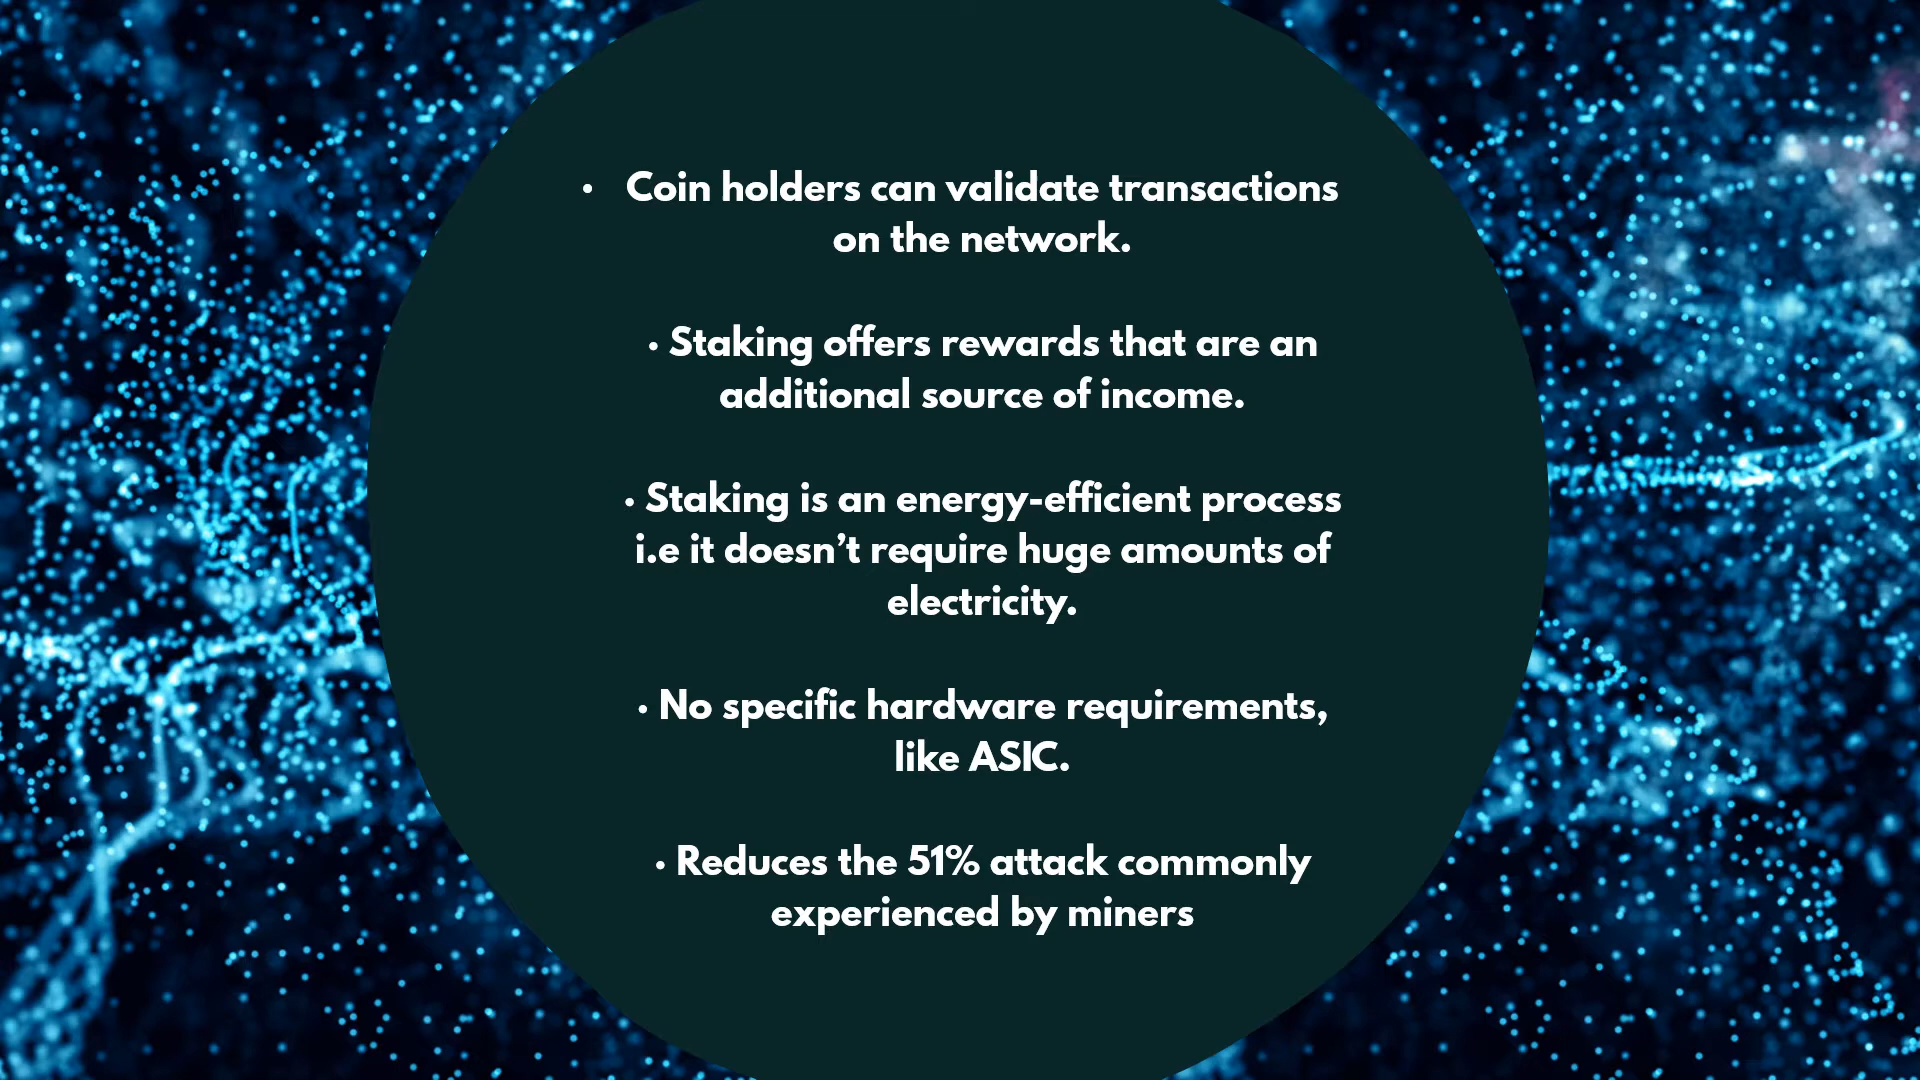 • Coin holders can validate transactions
on the network.
• Staking offers rewards that are an
additional source of income.
• Staking is an energy-efficient process
i.e it doesn’t require huge amounts of
electricity.
• No specific hardware requirements,
like ASIC.
• Reduces the 51% attack commonly
experienced by miners